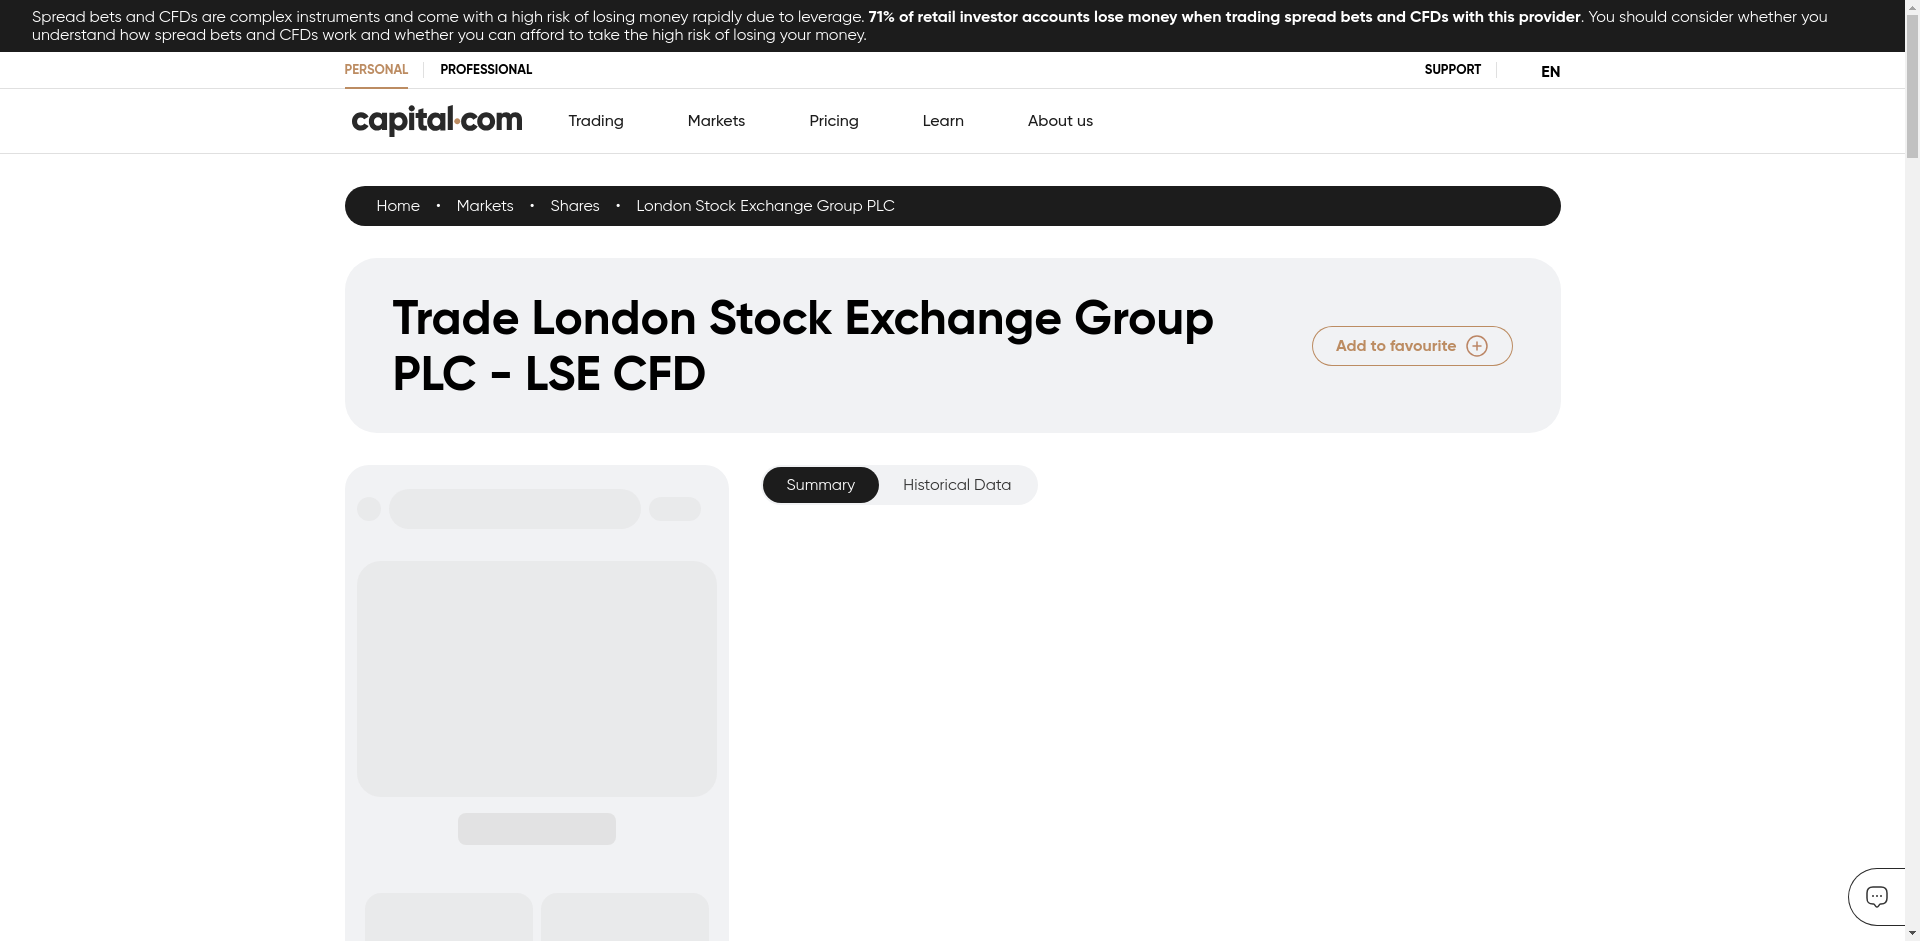 Spread bets and CFDs are complex instruments and come with a high risk of losing money rapidly due to leverage. 71% of retail investor accounts lose money when trading spread bets and CFDs with this provider. You should consider whether you
understand how spread bets and CFDs work and whether you can afford to take the high risk of losing your money.
PERSONAL PROFESSIONAL SUPPORT EN
capital.com Trading Markets Pricing Learn About us
Home • Markets • Shares • London Stock Exchange Group PLC
Trade London Stock Exchange Group
PLC - LSE CFD
Add to favourite
Summary Historical Data